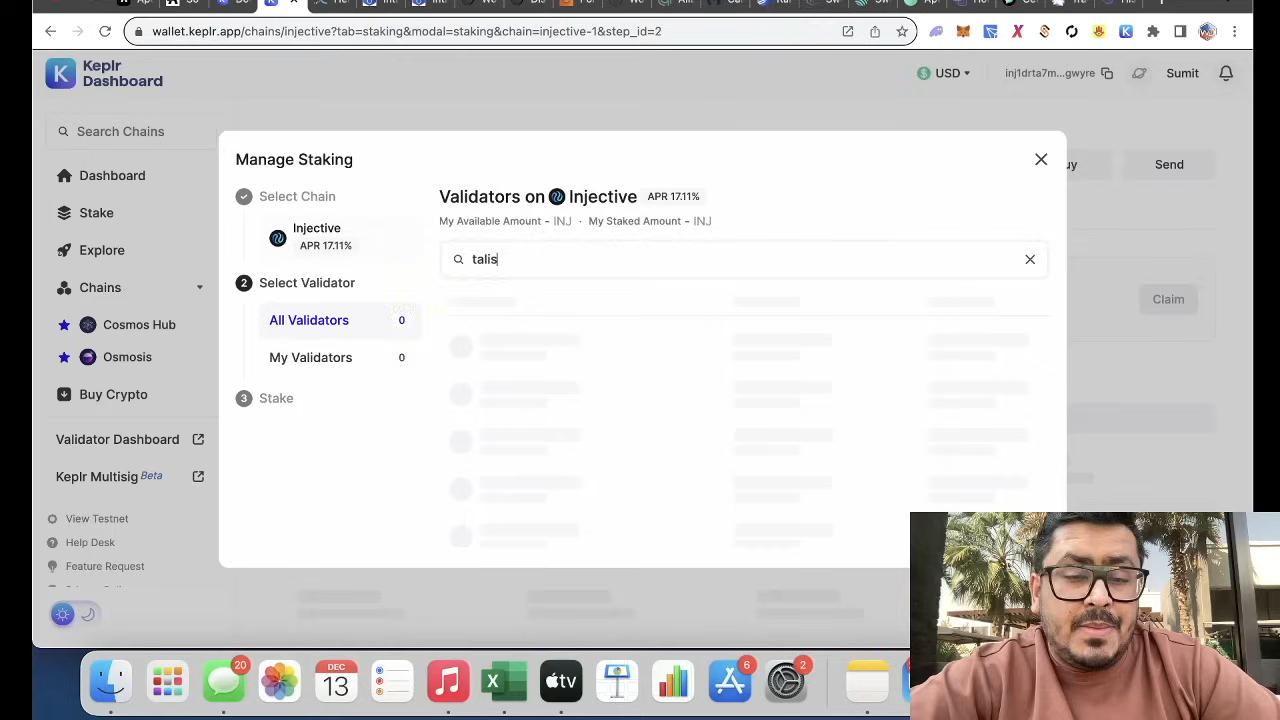 wallet.keplr.app/chains/injective?tab=staking&modal=staking&chain=injective-1&step_id=2
Keplr
Dashboard
USD
inj1drta7m...gwyre
Sumit
Search Chains
Dashboard
Stake
Explore
Chains
Cosmos Hub
Osmosis
Buy Crypto
Validator Dashboard
Keplr Multisig Beta
View Testnet
Help Desk
Feature Request
Manage Staking
Select Chain
Injective
APR 17.11%
2 Select Validator
All Validators 0
My Validators 0
3 Stake
Validators on Injective APR 17.11%
My Available Amount - INJ · My Staked Amount - INJ
talis
Send
Claim
20
DEC
13
tv
6
2